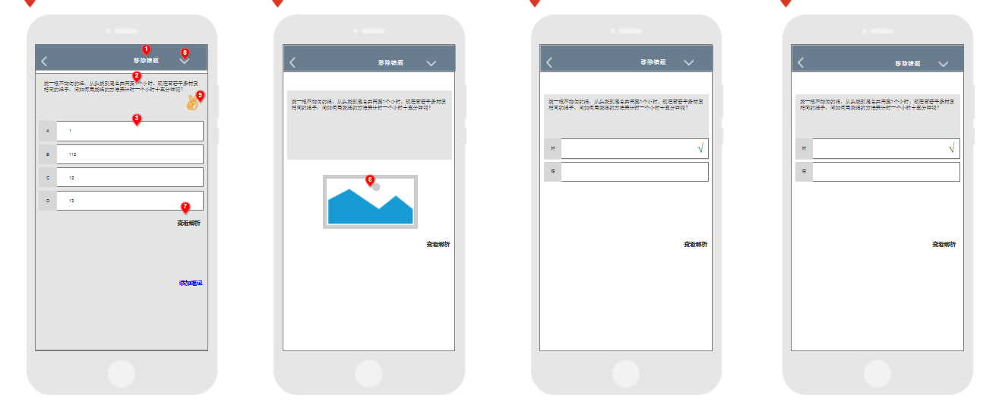 1
8
移除错题
2
烧一根不均匀的绳，从头烧到尾总共需要1个小时。现在有若干条材质
相同的绳子，问如何用烧绳的方法来计时一个小时十五分钟呢？
9
3
A 1
B 112
C 12
D 12
7
查看解析
添加笔记
移除错题
烧一根不均匀的绳，从头烧到尾总共需要1个小时。现在有若干条材质
相同的绳子，问如何用烧绳的方法来计时一个小时十五分钟呢？
6
查看解析
移除错题
烧一根不均匀的绳，从头烧到尾总共需要1个小时。现在有若干条材质
相同的绳子，问如何用烧绳的方法来计时一个小时十五分钟呢？
对 √
错
查看解析
移除错题
烧一根不均匀的绳，从头烧到尾总共需要1个小时。现在有若干条材质
相同的绳子，问如何用烧绳的方法来计时一个小时十五分钟呢？
对 √
错
查看解析